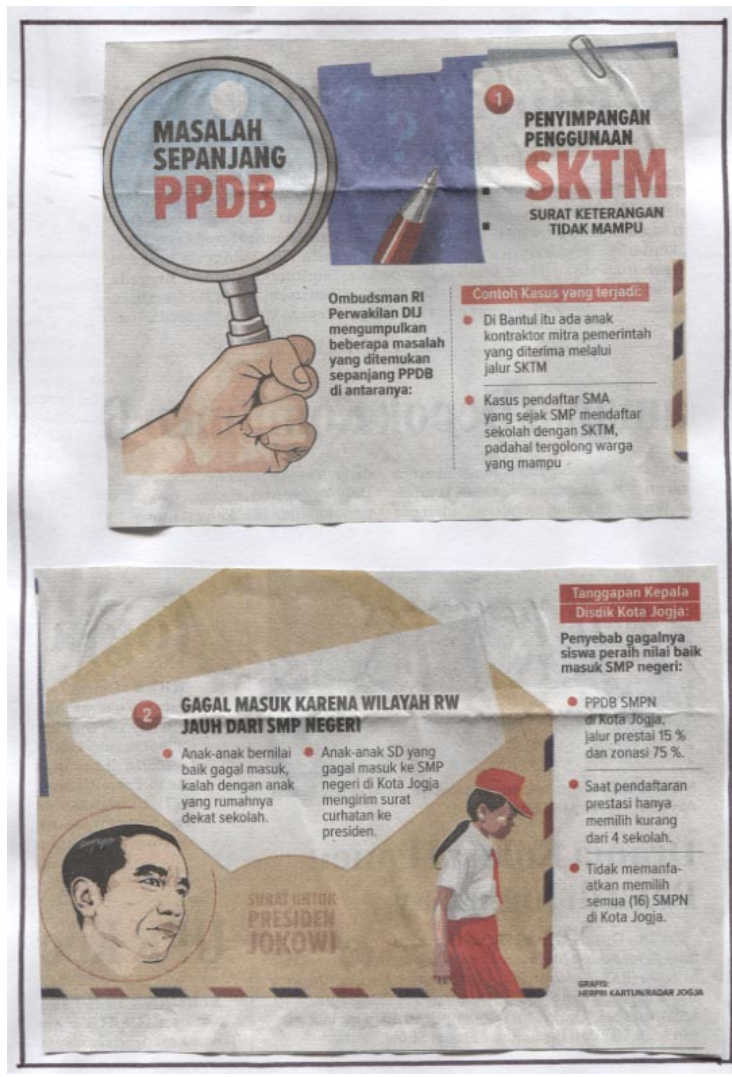 MASALAH
SEPANJANG
PPDB
1
PENYIMPANGAN
PENGGUNAAN
SKTM
SURAT KETERANGAN
TIDAK MAMPU
Ombudsman RI
Perwakilan DIJ
mengumpulkan
beberapa masalah
yang ditemukan
sepanjang PPDB
di antaranya:
Contoh Kasus yang terjadi:
Di Bantul itu ada anak
kontraktor mitra pemerintah
yang diterima melalui
jalur SKTM
Kasus pendaftar SMA
yang sejak SMP mendaftar
sekolah dengan SKTM,
padahal tergolong warga
yang mampu
2
GAGAL MASUK KARENA WILAYAH RW
JAUH DARI SMP NEGERI
Anak-anak bernilai
baik gagal masuk,
kalah dengan anak
yang rumahnya
dekat sekolah.
Anak-anak SD yang
gagal masuk ke SMP
negeri di Kota Jogja
mengirim surat
curhatan ke
presiden.
SURAT UNTUK
PRESIDEN
JOKOWI
Tanggapan Kepala
Disdik Kota Jogja:
Penyebab gagalnya
siswa peraih nilai baik
masuk SMP negeri:
PPDB SMPN
di Kota Jogja,
jalur prestai 15 %
dan zonasi 75 %.
Saat pendaftaran
prestasi hanya
memilih kurang
dari 4 sekolah.
Tidak memanfa-
atkan memilih
semua (16) SMPN
di Kota Jogja.
GRAFIS:
HERPRI KARTUN/RADAR JOGJA